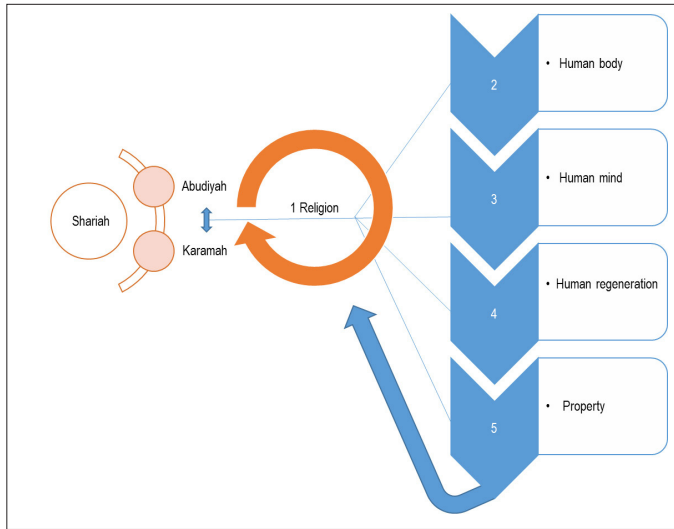 Shariah
Abudiyah
Karamah
1 Religion
2
• Human body
3
• Human mind
4
• Human regeneration
5
• Property